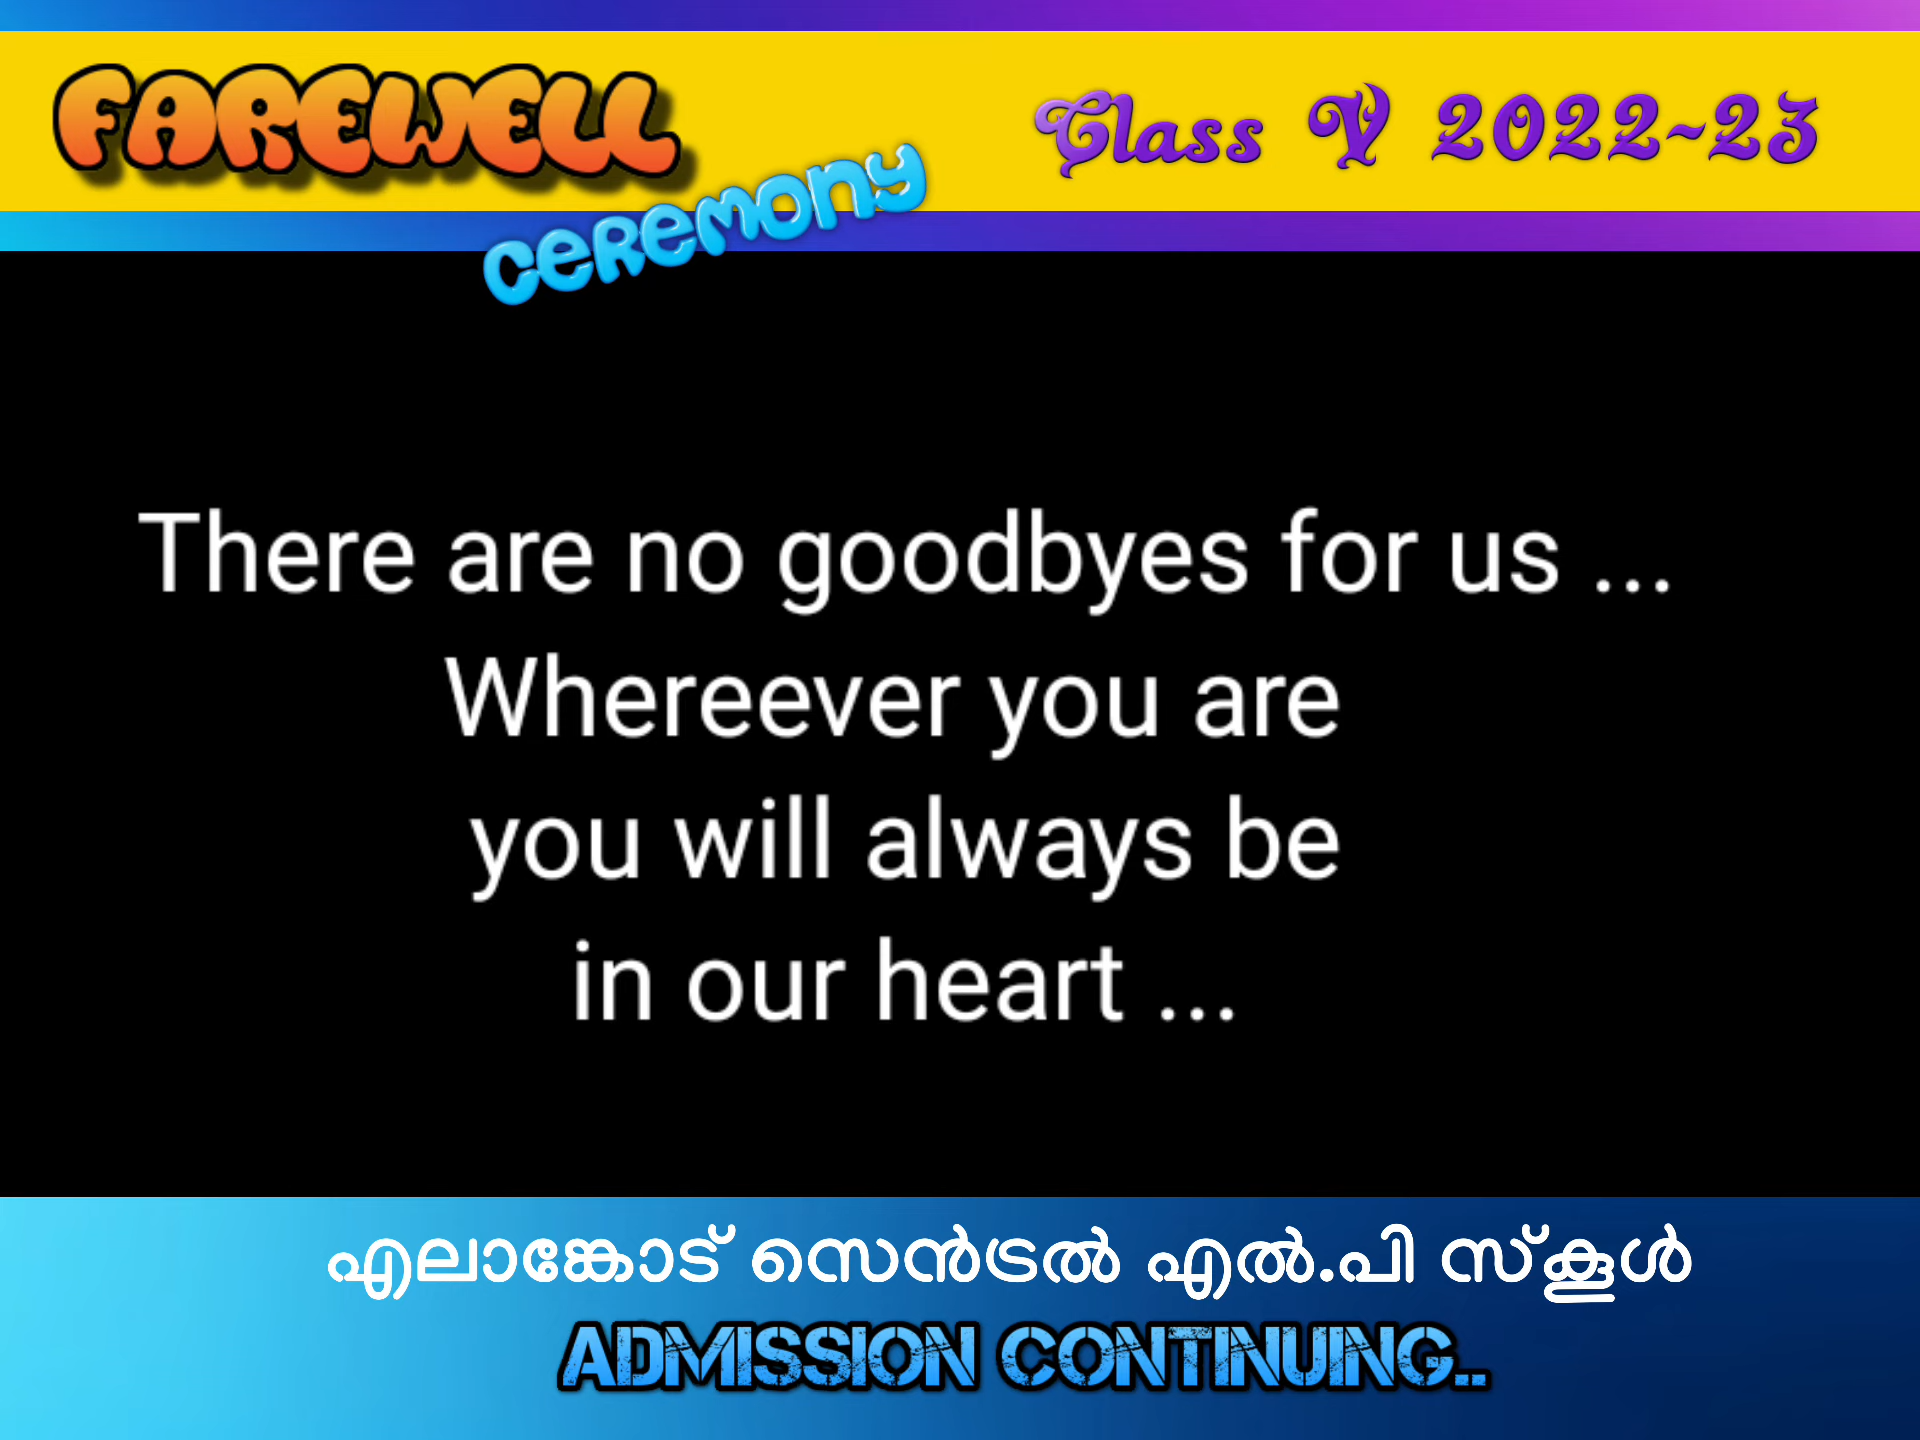 FAREWELL
CEREMONY
Class V 2022-23
There are no goodbyes for us ...
Whereever you are
you will always be
in our heart ...
എലാങ്കോട് സെൻട്രൽ എൽ.പി സ്കൂൾ
ADMISSION CONTINUING..